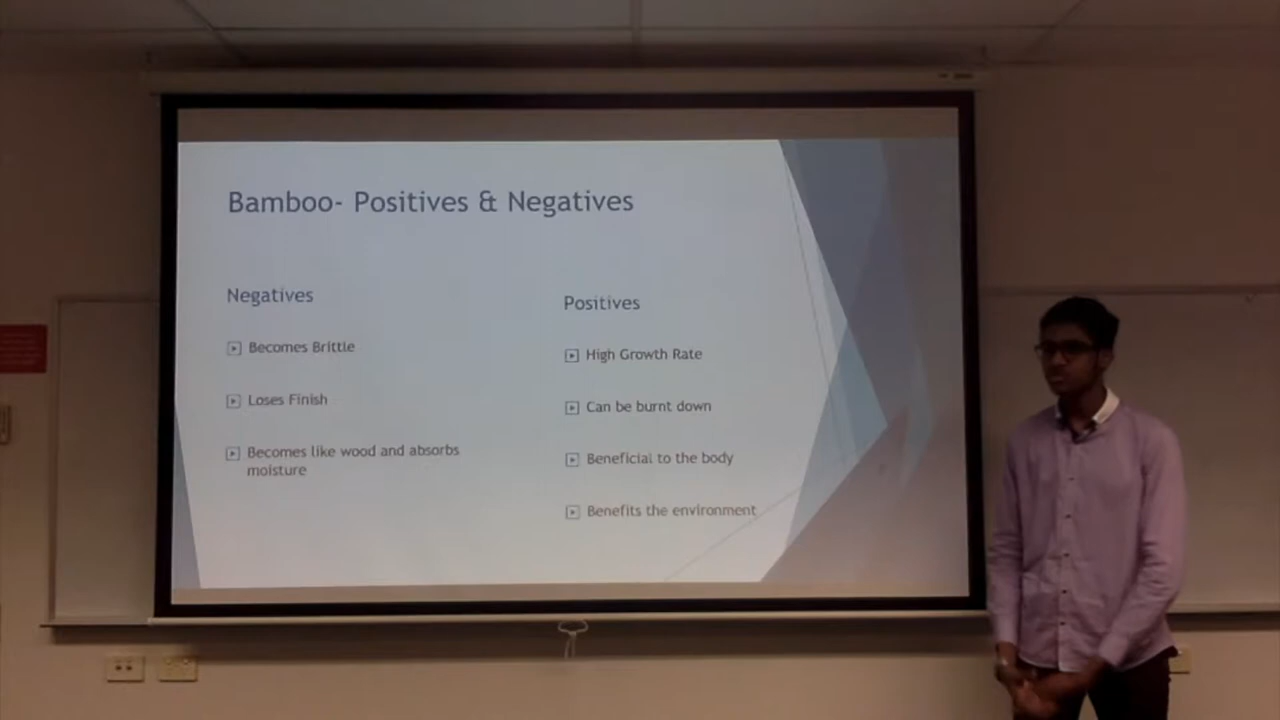 Bamboo- Positives & Negatives
Negatives
Becomes Brittle
Loses Finish
Becomes like wood and absorbs
moisture
Positives
High Growth Rate
Can be burnt down
Beneficial to the body
Benefits the environment